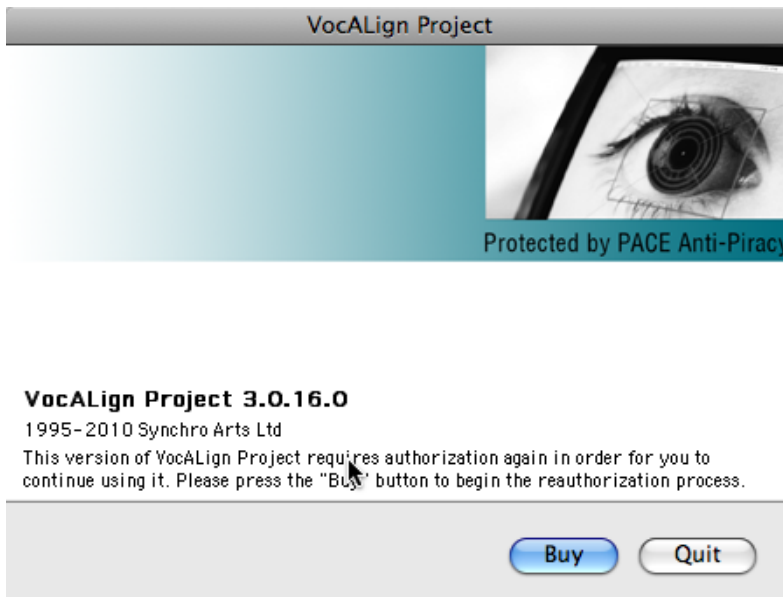 VocALign Project
Protected by PACE Anti-Piracy
VocALign Project 3.0.16.0
1995-2010 Synchro Arts Ltd
This version of VocALign Project requires authorization again in order for you to
continue using it. Please press the "Buy" button to begin the reauthorization process.
Buy
Quit